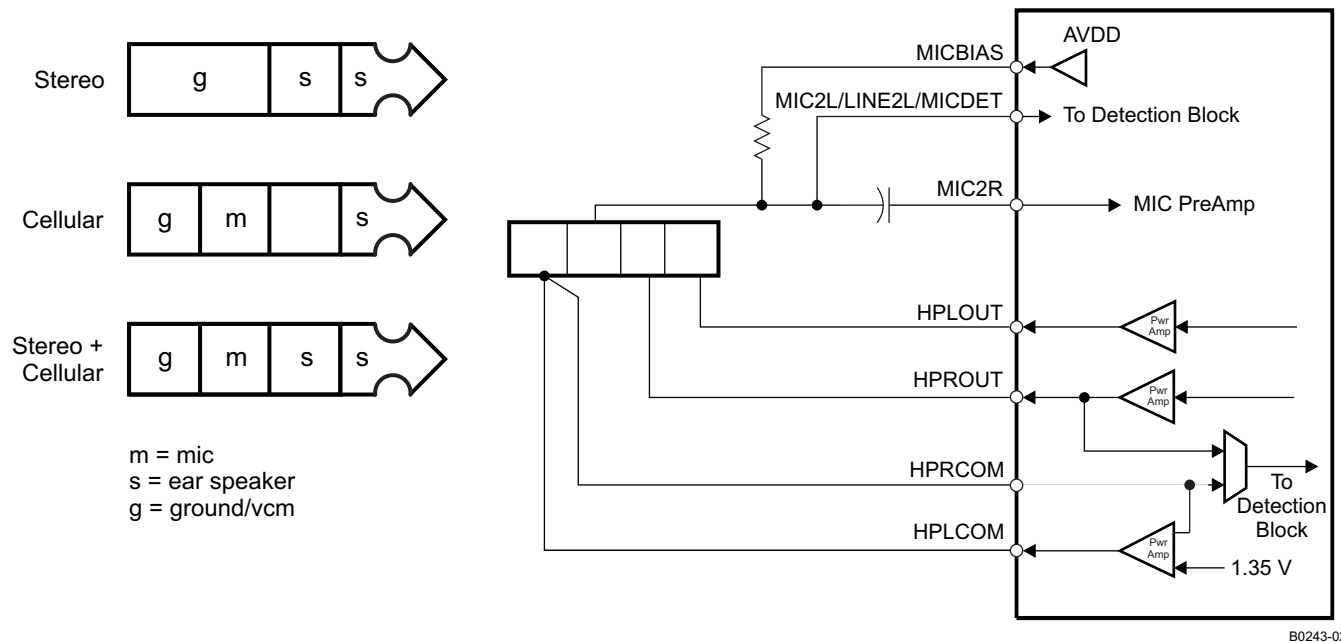 Stereo
g s s
Cellular
g m s
Stereo +
Cellular
g m s s
m = mic
s = ear speaker
g = ground/vcm
AVDD
MICBIAS
MIC2L/LINE2L/MICDET
To Detection Block
MIC2R
MIC PreAmp
HPLOUT
Pwr
Amp
HPROUT
Pwr
Amp
HPRCOM
To
Detection
Block
HPLCOM
Pwr
Amp
1.35 V